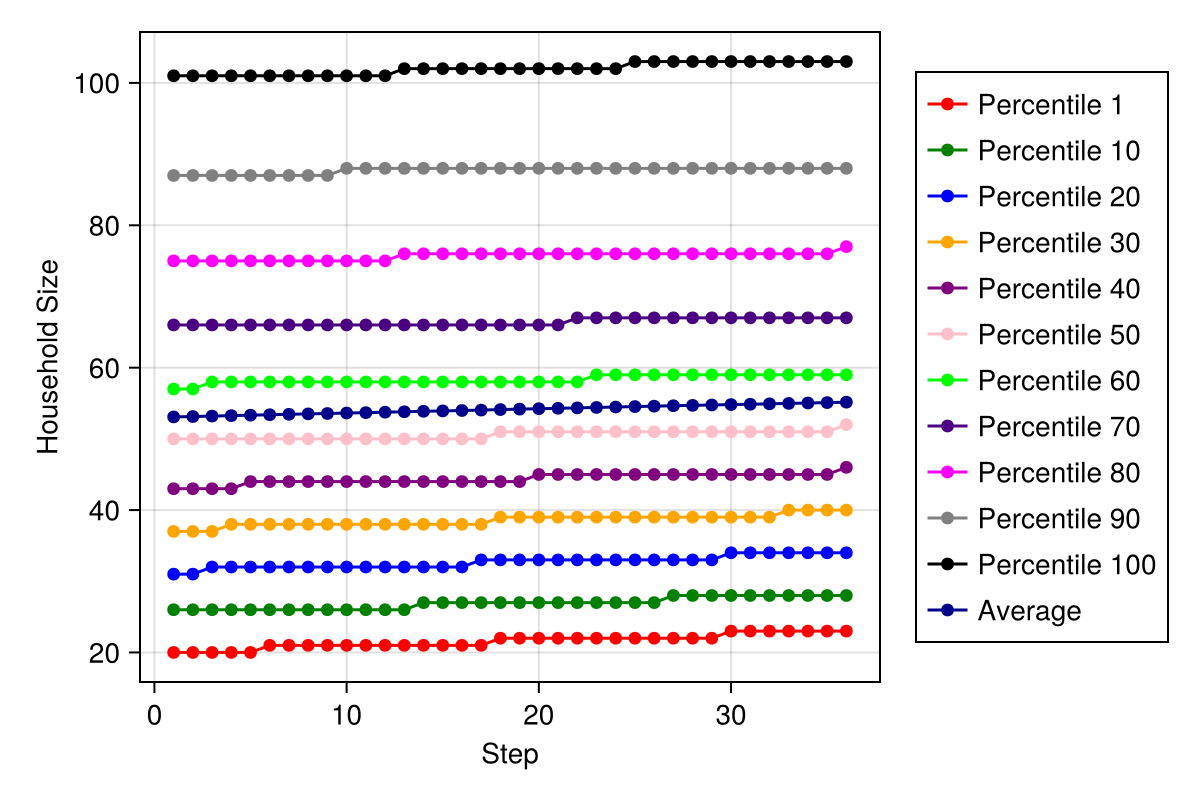 100
80
60
40
20
Household Size
0 10 20 30
Step
Percentile 1
Percentile 10
Percentile 20
Percentile 30
Percentile 40
Percentile 50
Percentile 60
Percentile 70
Percentile 80
Percentile 90
Percentile 100
Average